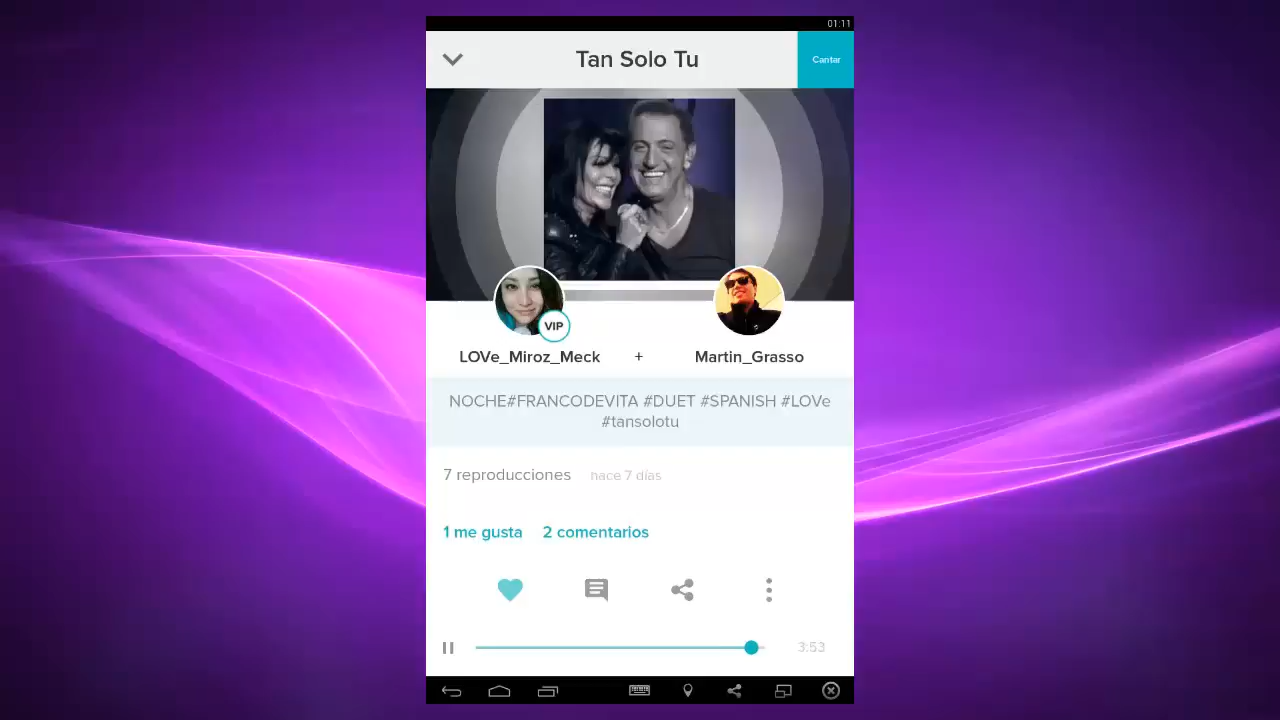 01:11
Tan Solo Tu
Cantar
VIP
LOVe_Miroz_Meck + Martin_Grasso
NOCHE#FRANCODEVITA #DUET #SPANISH #LOVe
#tansolotu
7 reproducciones hace 7 días
1 me gusta 2 comentarios
3:53